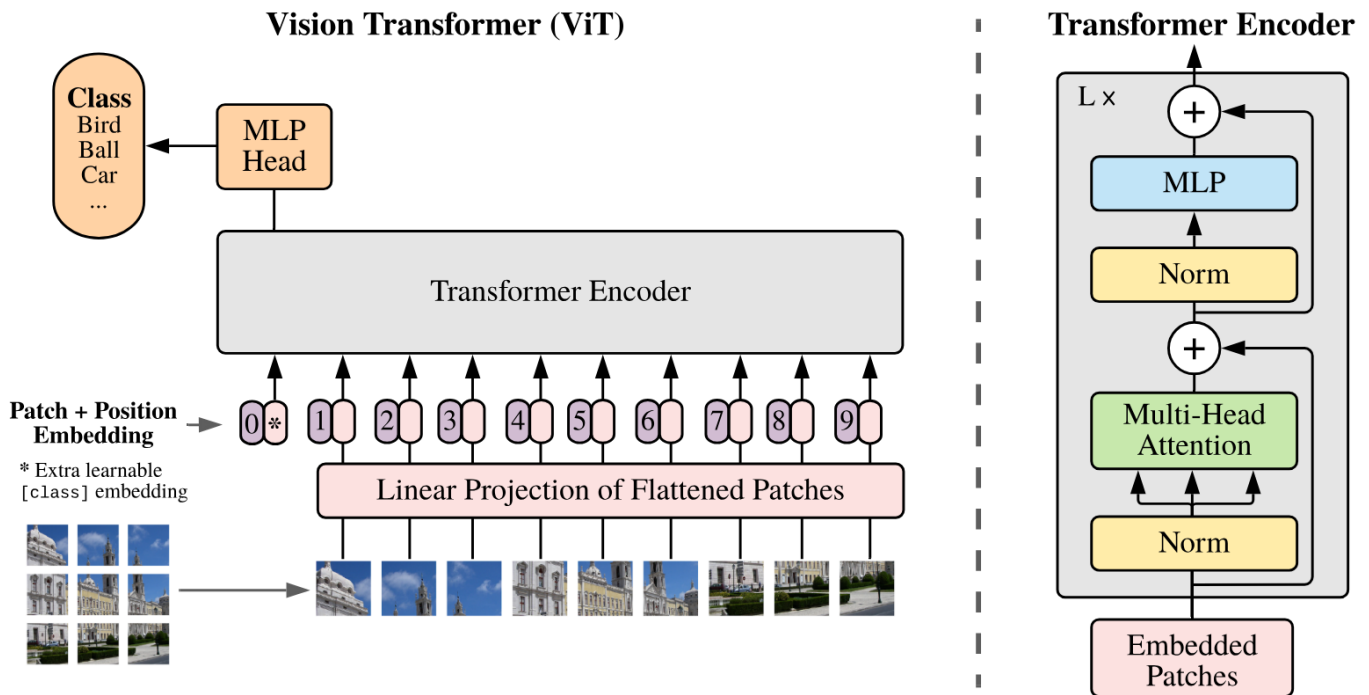 Vision Transformer (ViT)
Class
Bird
Ball
Car
...
MLP
Head
Transformer Encoder
Patch + Position
Embedding
0 * 1 2 3 4 5 6 7 8 9
* Extra learnable
[class] embedding
Linear Projection of Flattened Patches
Transformer Encoder
L ×
+
MLP
Norm
+
Multi-Head
Attention
Norm
Embedded
Patches